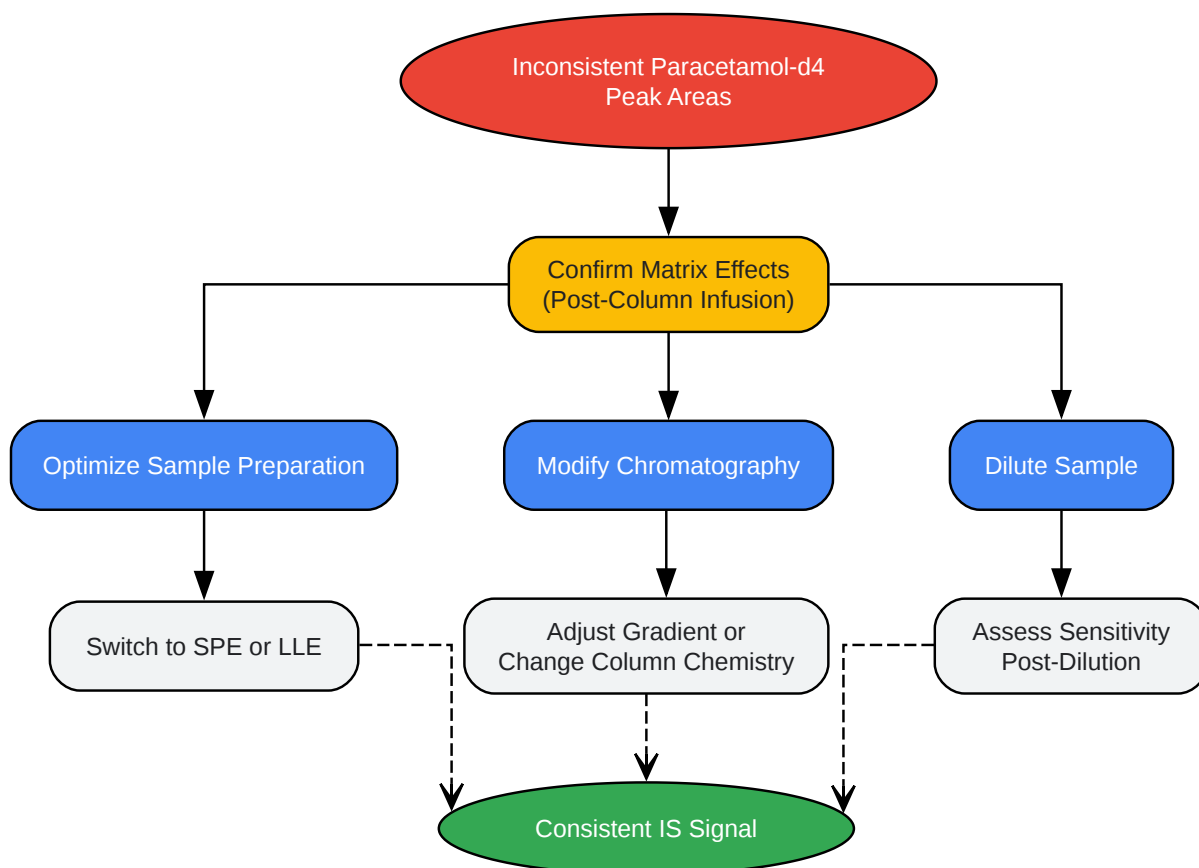 Inconsistent Paracetamol-d4
Peak Areas
Confirm Matrix Effects
(Post-Column Infusion)
Optimize Sample Preparation
Modify Chromatography
Dilute Sample
Switch to SPE or LLE
Adjust Gradient or
Change Column Chemistry
Assess Sensitivity
Post-Dilution
Consistent IS Signal